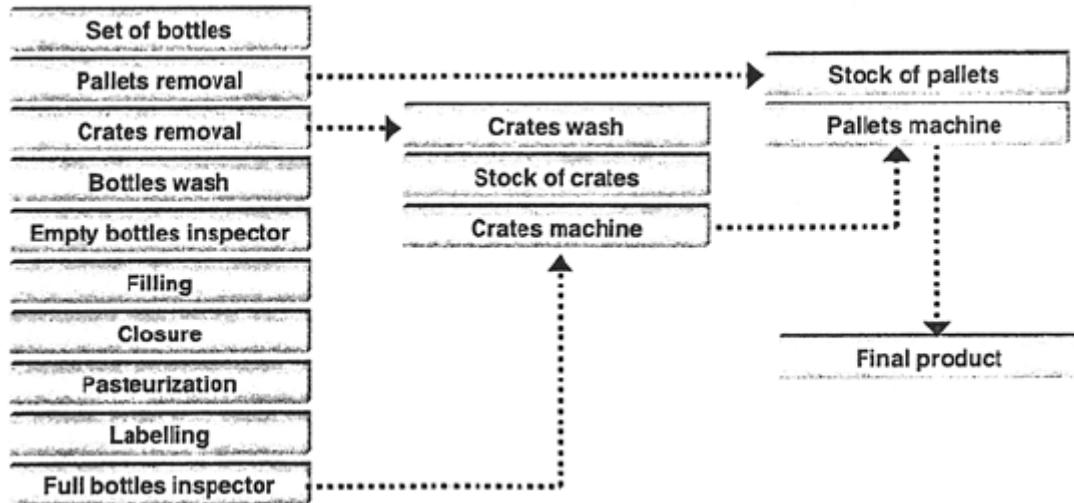 Set of bottles
Pallets removal
Crates removal
Bottles wash
Empty bottles inspector
Filling
Closure
Pasteurization
Labelling
Full bottles inspector
Crates wash
Stock of crates
Crates machine
Stock of pallets
Pallets machine
Final product